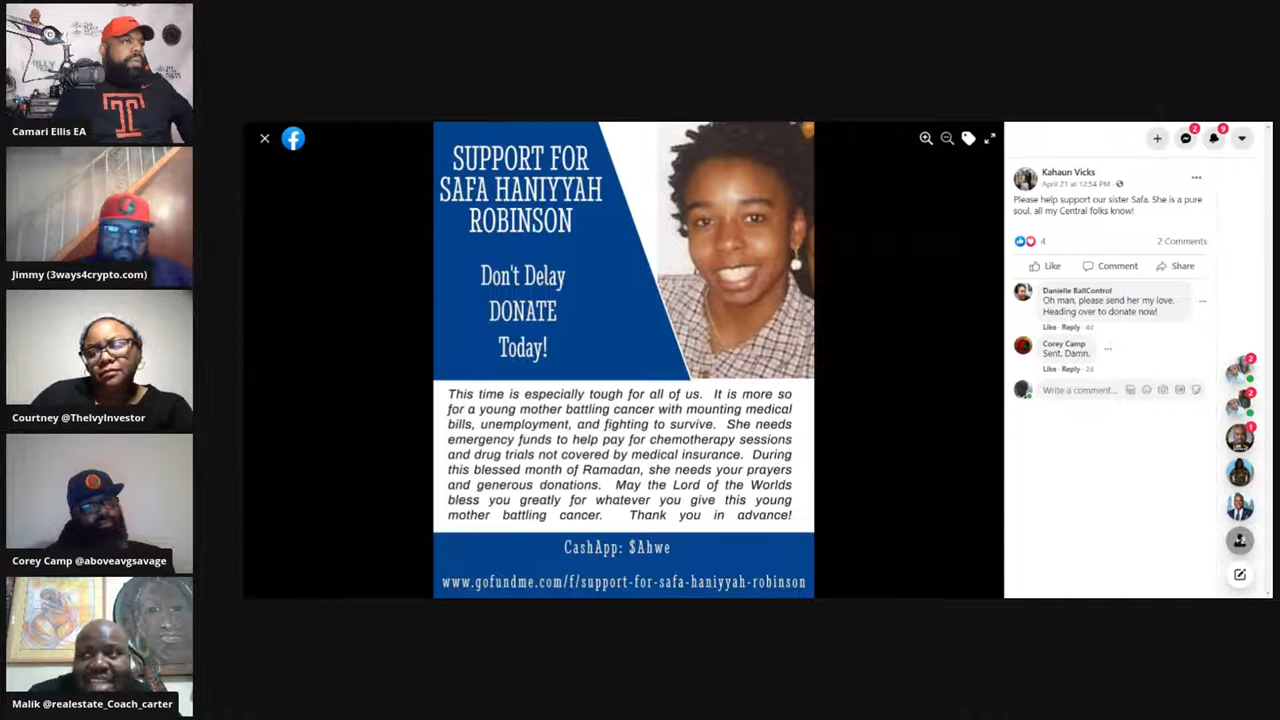 Camari Ellis EA
Jimmy (3ways4crypto.com)
Courtney @TheIvyInvestor
Corey Camp @aboveavgsavage
Malik @realestate_Coach_carter
T
SUPPORT FOR
SAFA HANIYYAH
ROBINSON
Don't Delay
DONATE
Today!
This time is especially tough for all of us. It is more so
for a young mother battling cancer with mounting medical
bills, unemployment, and fighting to survive. She needs
emergency funds to help pay for chemotherapy sessions
and drug trials not covered by medical insurance. During
this blessed month of Ramadan, she needs your prayers
and generous donations. May the Lord of the Worlds
bless you greatly for whatever you give this young
mother battling cancer. Thank you in advance!
CashApp: $Ahwe
www.gofundme.com/f/support-for-safa-haniyyah-robinson
2
9
Kahaun Vicks
April 21 at 12:54 PM
Please help support our sister Safa. She is a pure
soul, all my Central folks know!
4
2 Comments
Like
Comment
Share
Danielle BallControl
Oh man, please send her my love.
Heading over to donate now!
Like · Reply · 4d
Corey Camp
Sent. Damn.
Like · Reply · 2d
Write a comment...
GIF
2
2
1